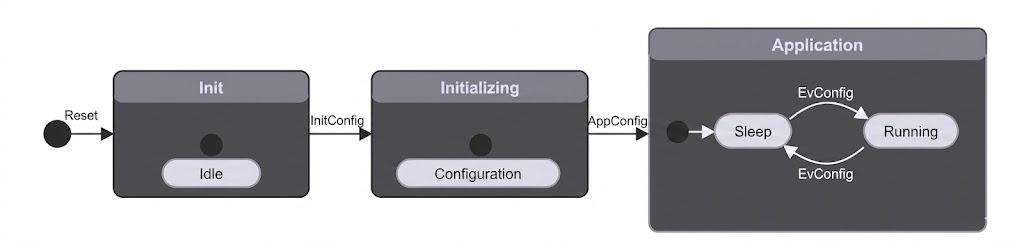 Reset
Init
Idle
InitConfig
Initializing
Configuration
AppConfig
Application
EvConfig
Sleep
Running
EvConfig